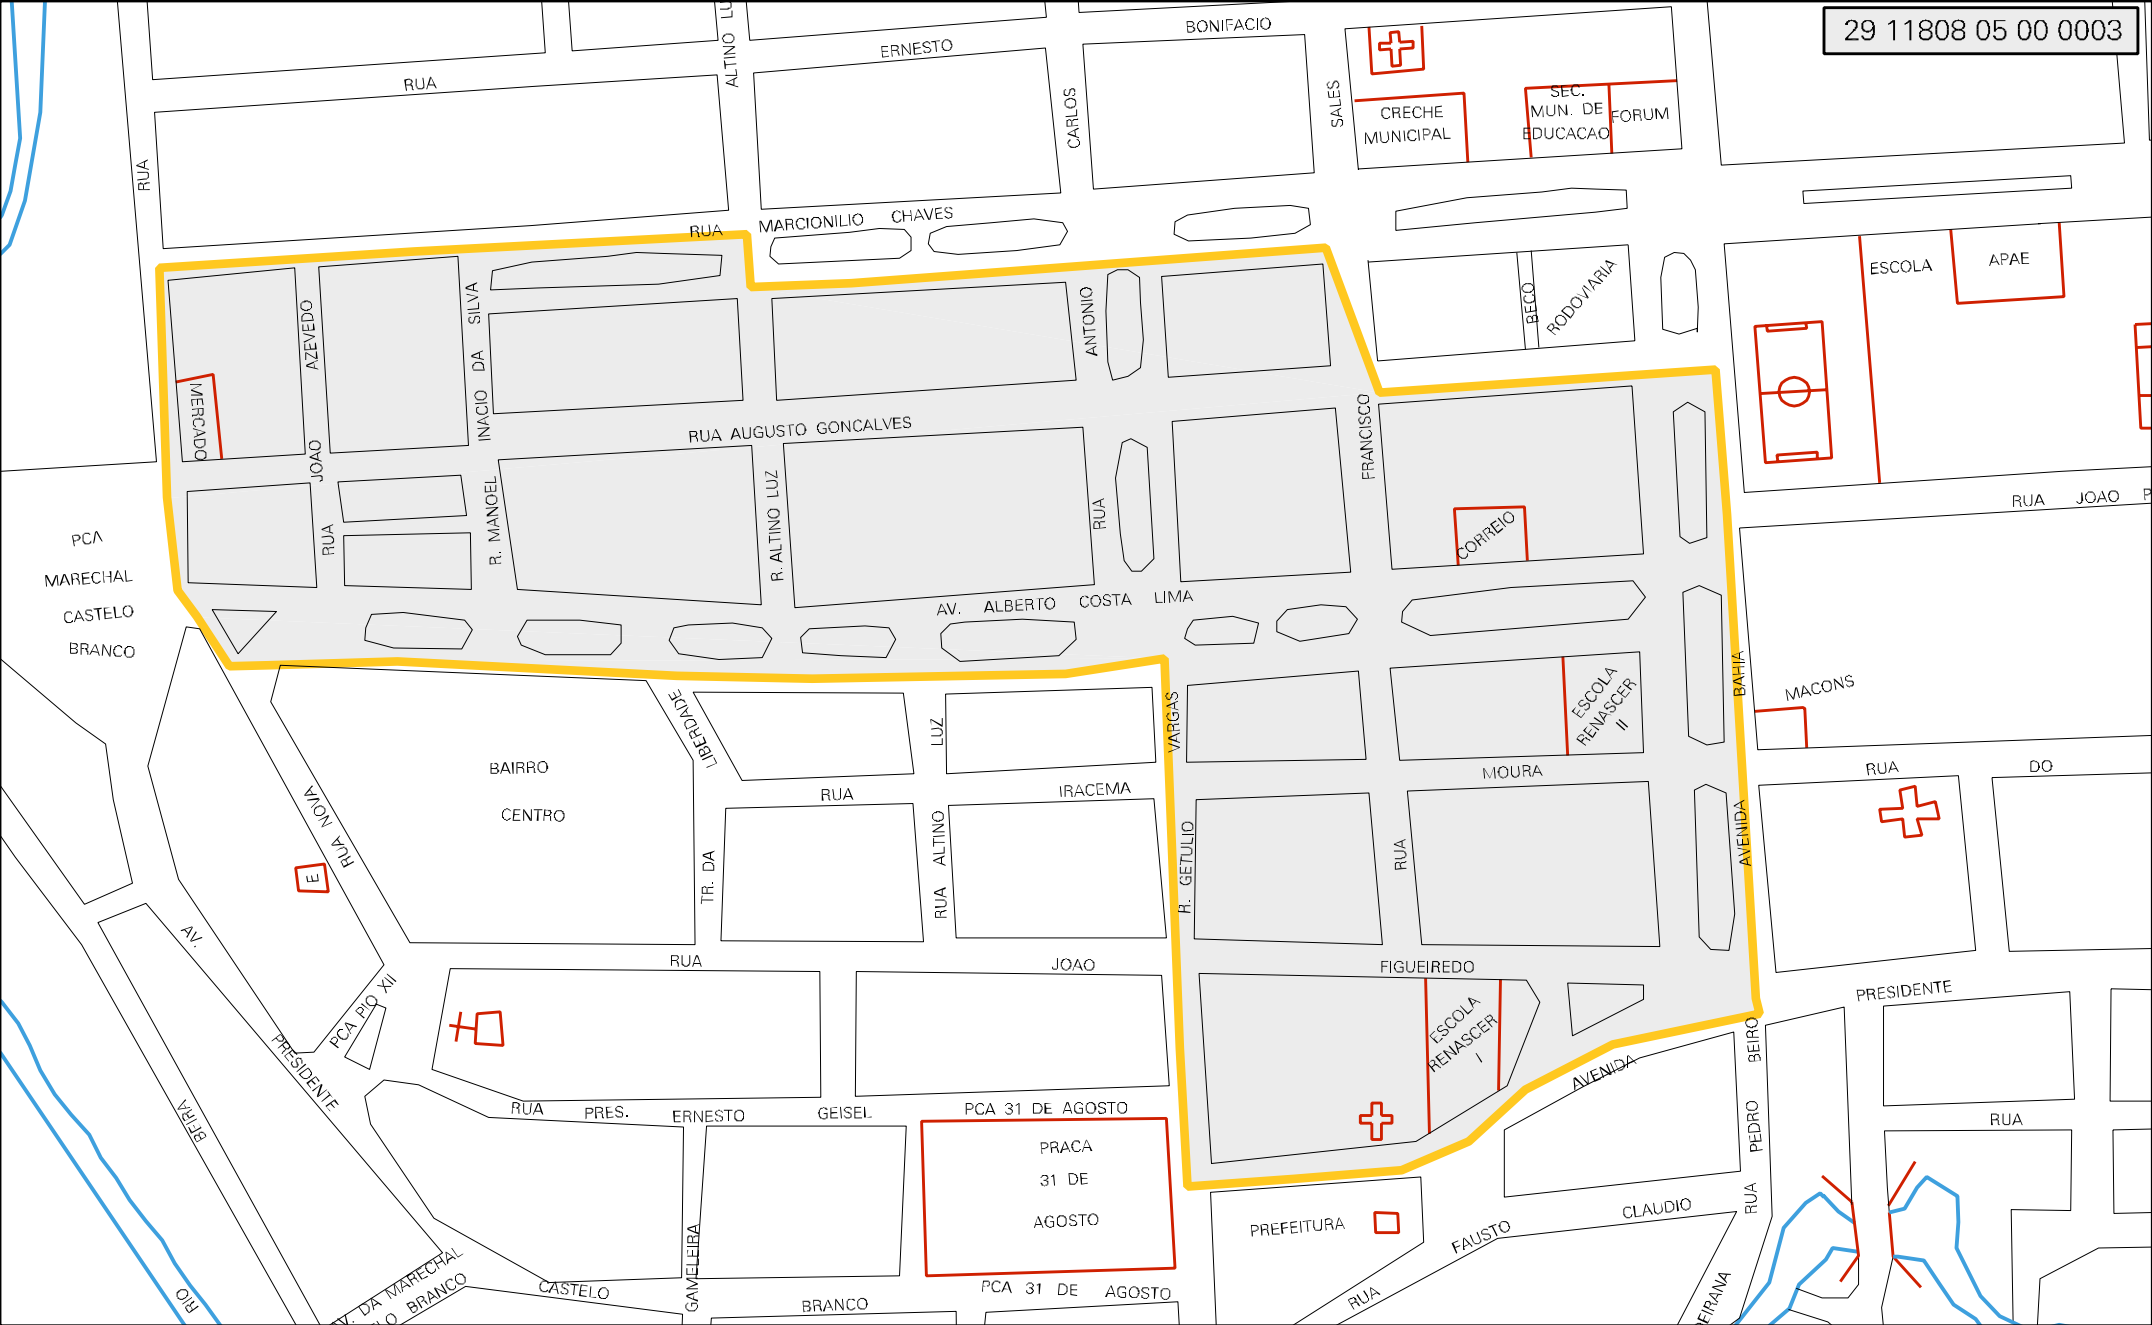 29 11808 05 00 0003
BONIFACIO
ERNESTO
RUA
ALTINO
CARLOS
SALES
CRECHE
MUNICIPAL
SEC.
MUN. DE
EDUCACAO
FORUM
RUA
RUA MARCIONILIO CHAVES
ESCOLA
APAE
BECO
RODOVIARIA
MERCADO
RUA JOAO AZEVEDO
R. MANOEL INACIO DA SILVA
RUA ANTONIO
RUA AUGUSTO GONCALVES
R. ALTINO LUZ
FRANCISCO
CORREIO
RUA JOAO
PCA
MARECHAL
CASTELO
BRANCO
AV. ALBERTO COSTA LIMA
ESCOLA
RENASCER
II
AVENIDA BAHIA
MACONS
RUA DO
BAIRRO
CENTRO
TR. DA LIBERDADE
RUA ALTINO LUZ
RUA IRACEMA
R. GETULIO VARGAS
MOURA
RUA
RUA NOVA
E
RUA JOAO
FIGUEIREDO
PRESIDENTE
AV. PRESIDENTE
PCA PIO XII
ESCOLA
RENASCER
I
AVENIDA
RUA PEDRO BEIRO
RUA
RUA PRES. ERNESTO GEISEL
PCA 31 DE AGOSTO
PRACA
31 DE
AGOSTO
PCA 31 DE AGOSTO
PREFEITURA
RUA FAUSTO CLAUDIO
GAMELEIRA
BEIRA
RIO
AV. DA MARECHAL
BRANCO
CASTELO
BRANCO